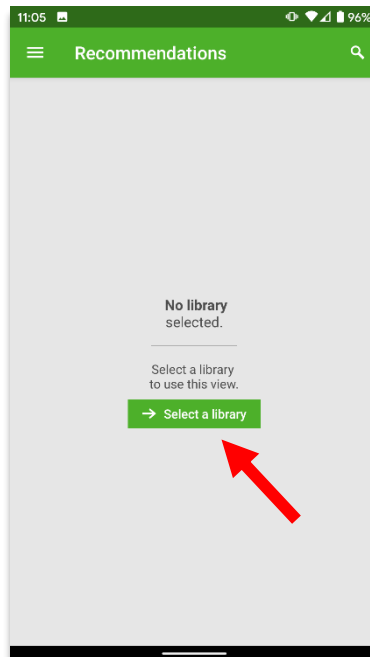 11:05 96%
Recommendations
No library
selected.
Select a library
to use this view.
Select a library